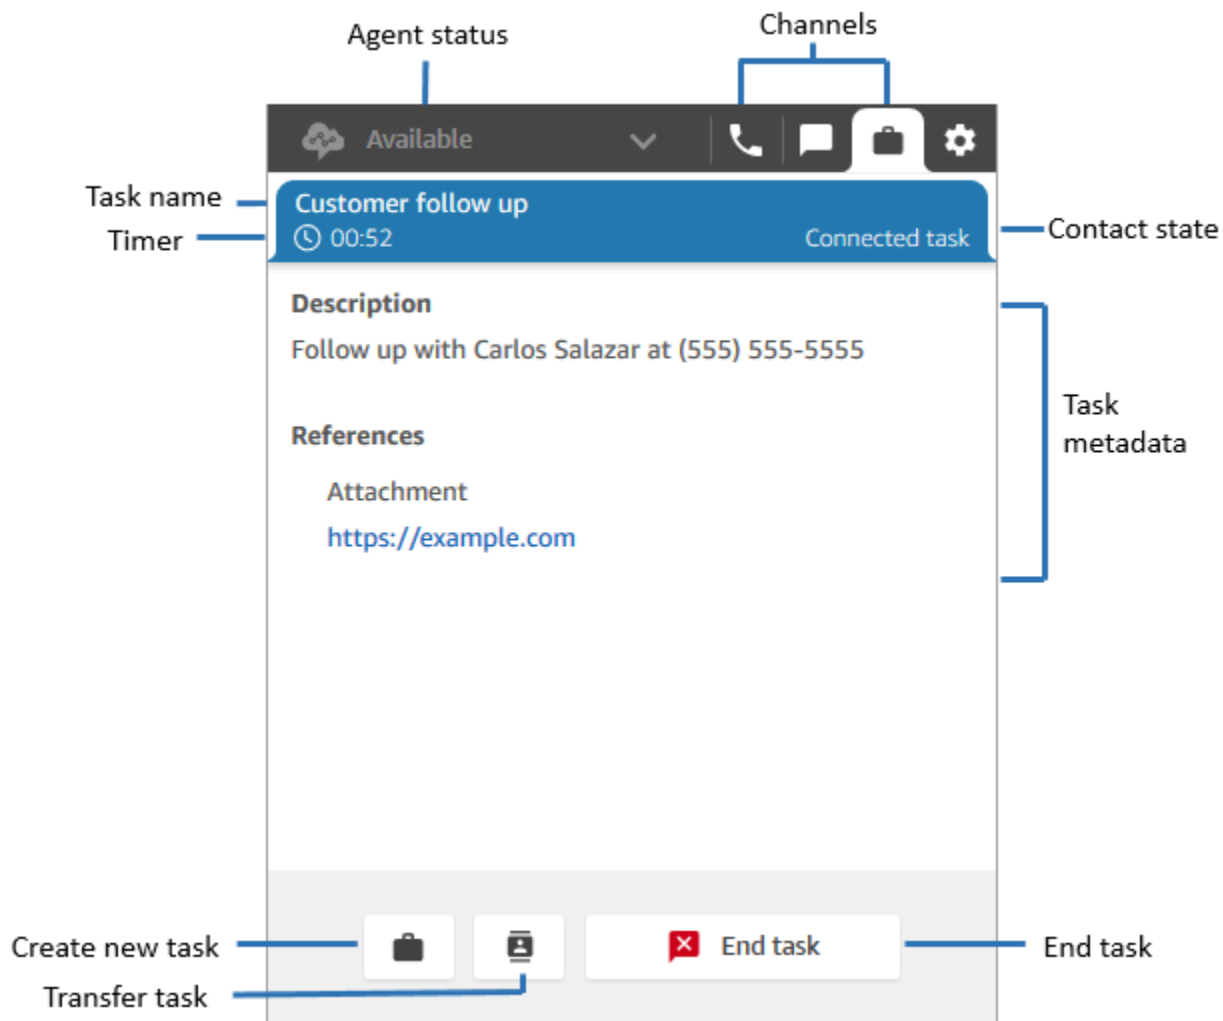 Agent status
Channels
Available
Task name
Customer follow up
Timer
00:52
Connected task
Contact state
Description
Follow up with Carlos Salazar at (555) 555-5555
Task
metadata
References
Attachment
https://example.com
Create new task
End task
End task
Transfer task